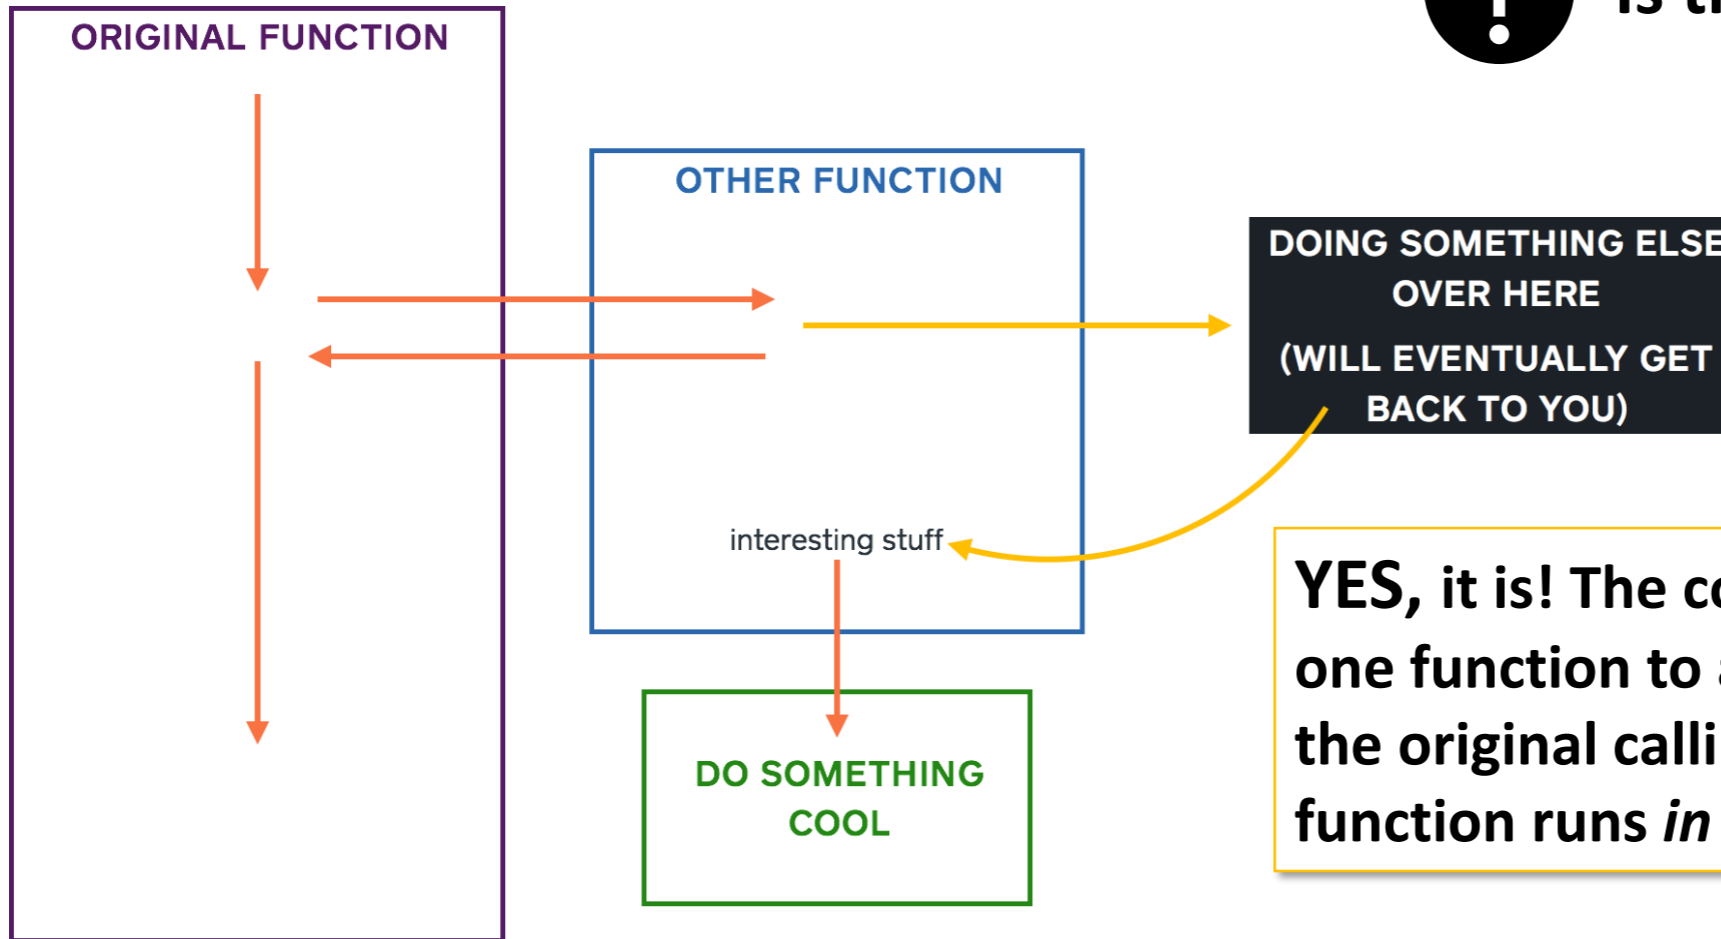 ORIGINAL FUNCTION
OTHER FUNCTION
DOING SOMETHING ELSE
OVER HERE
(WILL EVENTUALLY GET
BACK TO YOU)
interesting stuff
DO SOMETHING
COOL
YES, it is! The
one function to
the original
function runs in